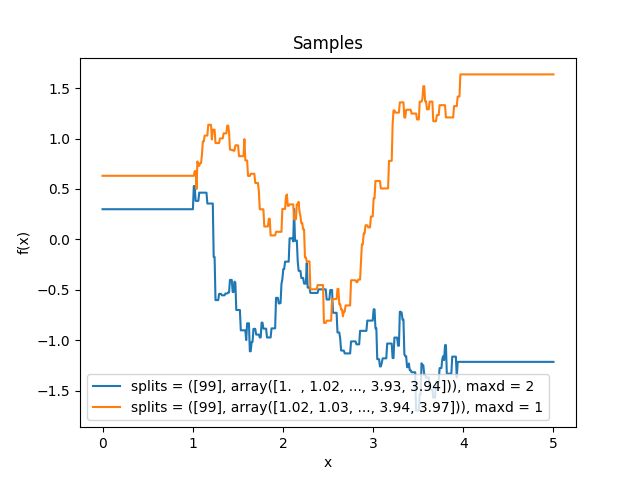 Samples
1.5
1.0
0.5
0.0
−0.5
−1.0
−1.5
f(x)
splits = ([99], array([1.  , 1.02, ..., 3.93, 3.94])), maxd = 2
splits = ([99], array([1.02, 1.03, ..., 3.94, 3.97])), maxd = 1
0 1 2 3 4 5
x